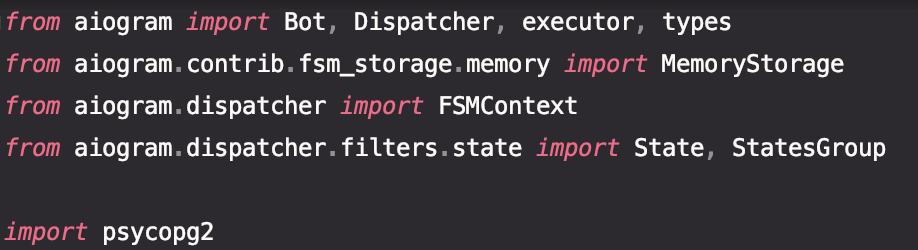 from aiogram import Bot, Dispatcher, executor, types
from aiogram.contrib.fsm_storage.memory import MemoryStorage
from aiogram.dispatcher import FSMContext
from aiogram.dispatcher.filters.state import State, StatesGroup
import psycopg2